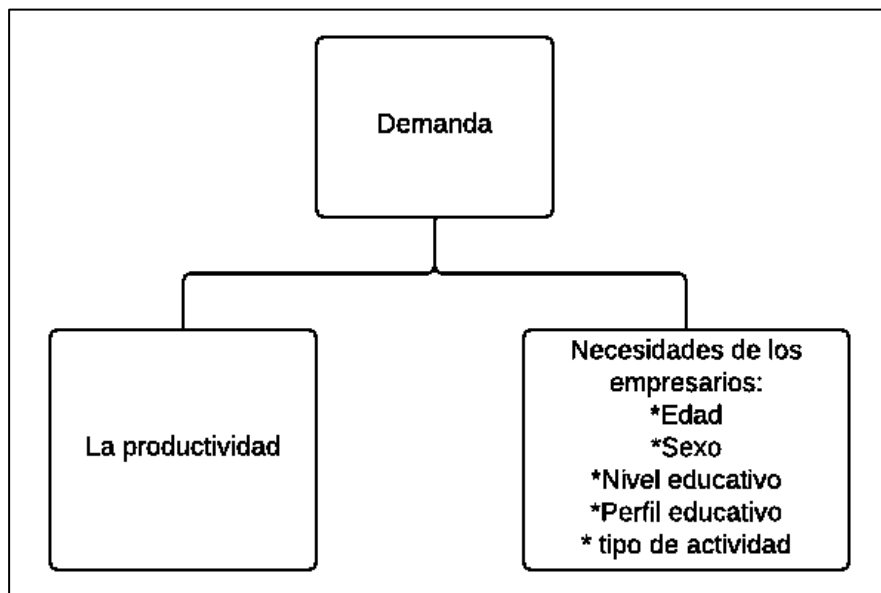 Demanda
La productividad
Necesidades de los
empresarios:
*Edad
*Sexo
*Nivel educativo
*Perfil educativo
* tipo de actividad